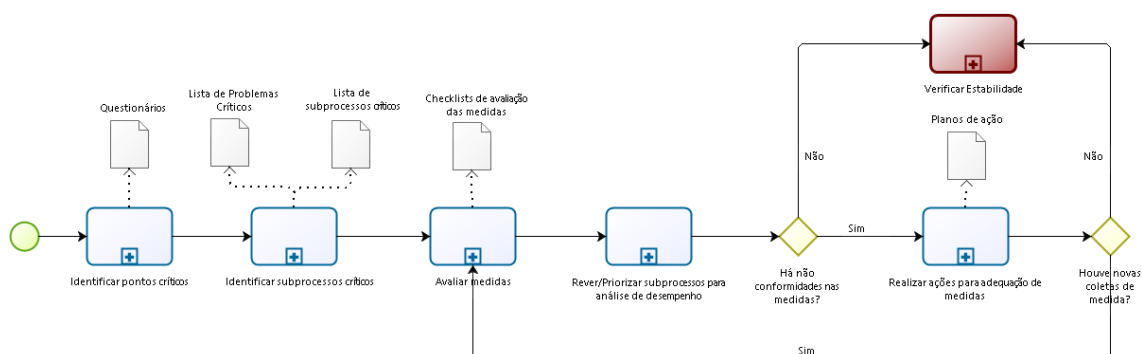 Verificar Estabilidade
Lista de Problemas
Críticos
Lista de
subprocessos críticos
Questionários
Checklists de avaliação
das medidas
Planos de ação
Não
Não
Sim
Identificar pontos críticos
Identificar subprocessos críticos
Avaliar medidas
Rever/Priorizar subprocessos para
análise de desempenho
Há não
conformidades nas
medidas?
Realizar ações para adequação de
medidas
Houve novas
coletas de
medida?
Sim